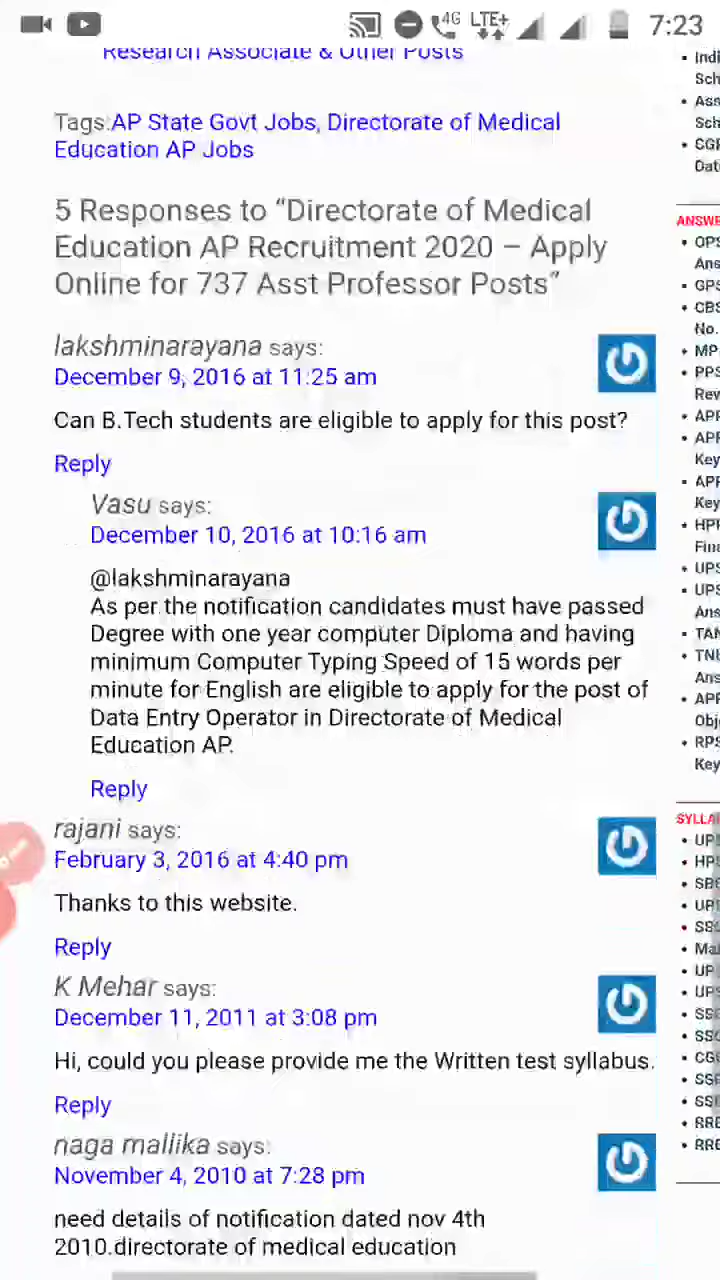 4G LTE+ 7:23
Research Associate & Other Posts
Tags:AP State Govt Jobs, Directorate of Medical
Education AP Jobs
5 Responses to “Directorate of Medical
Education AP Recruitment 2020 – Apply
Online for 737 Asst Professor Posts”
lakshminarayana says:
December 9, 2016 at 11:25 am
Can B.Tech students are eligible to apply for this post?
Reply
Vasu says:
December 10, 2016 at 10:16 am
@lakshminarayana
As per the notification candidates must have passed
Degree with one year computer Diploma and having
minimum Computer Typing Speed of 15 words per
minute for English are eligible to apply for the post of
Data Entry Operator in Directorate of Medical
Education AP.
Reply
rajani says:
February 3, 2016 at 4:40 pm
Thanks to this website.
Reply
K Mehar says:
December 11, 2011 at 3:08 pm
Hi, could you please provide me the Written test syllabus.
Reply
naga mallika says:
November 4, 2010 at 7:28 pm
need details of notification dated nov 4th
2010.directorate of medical education